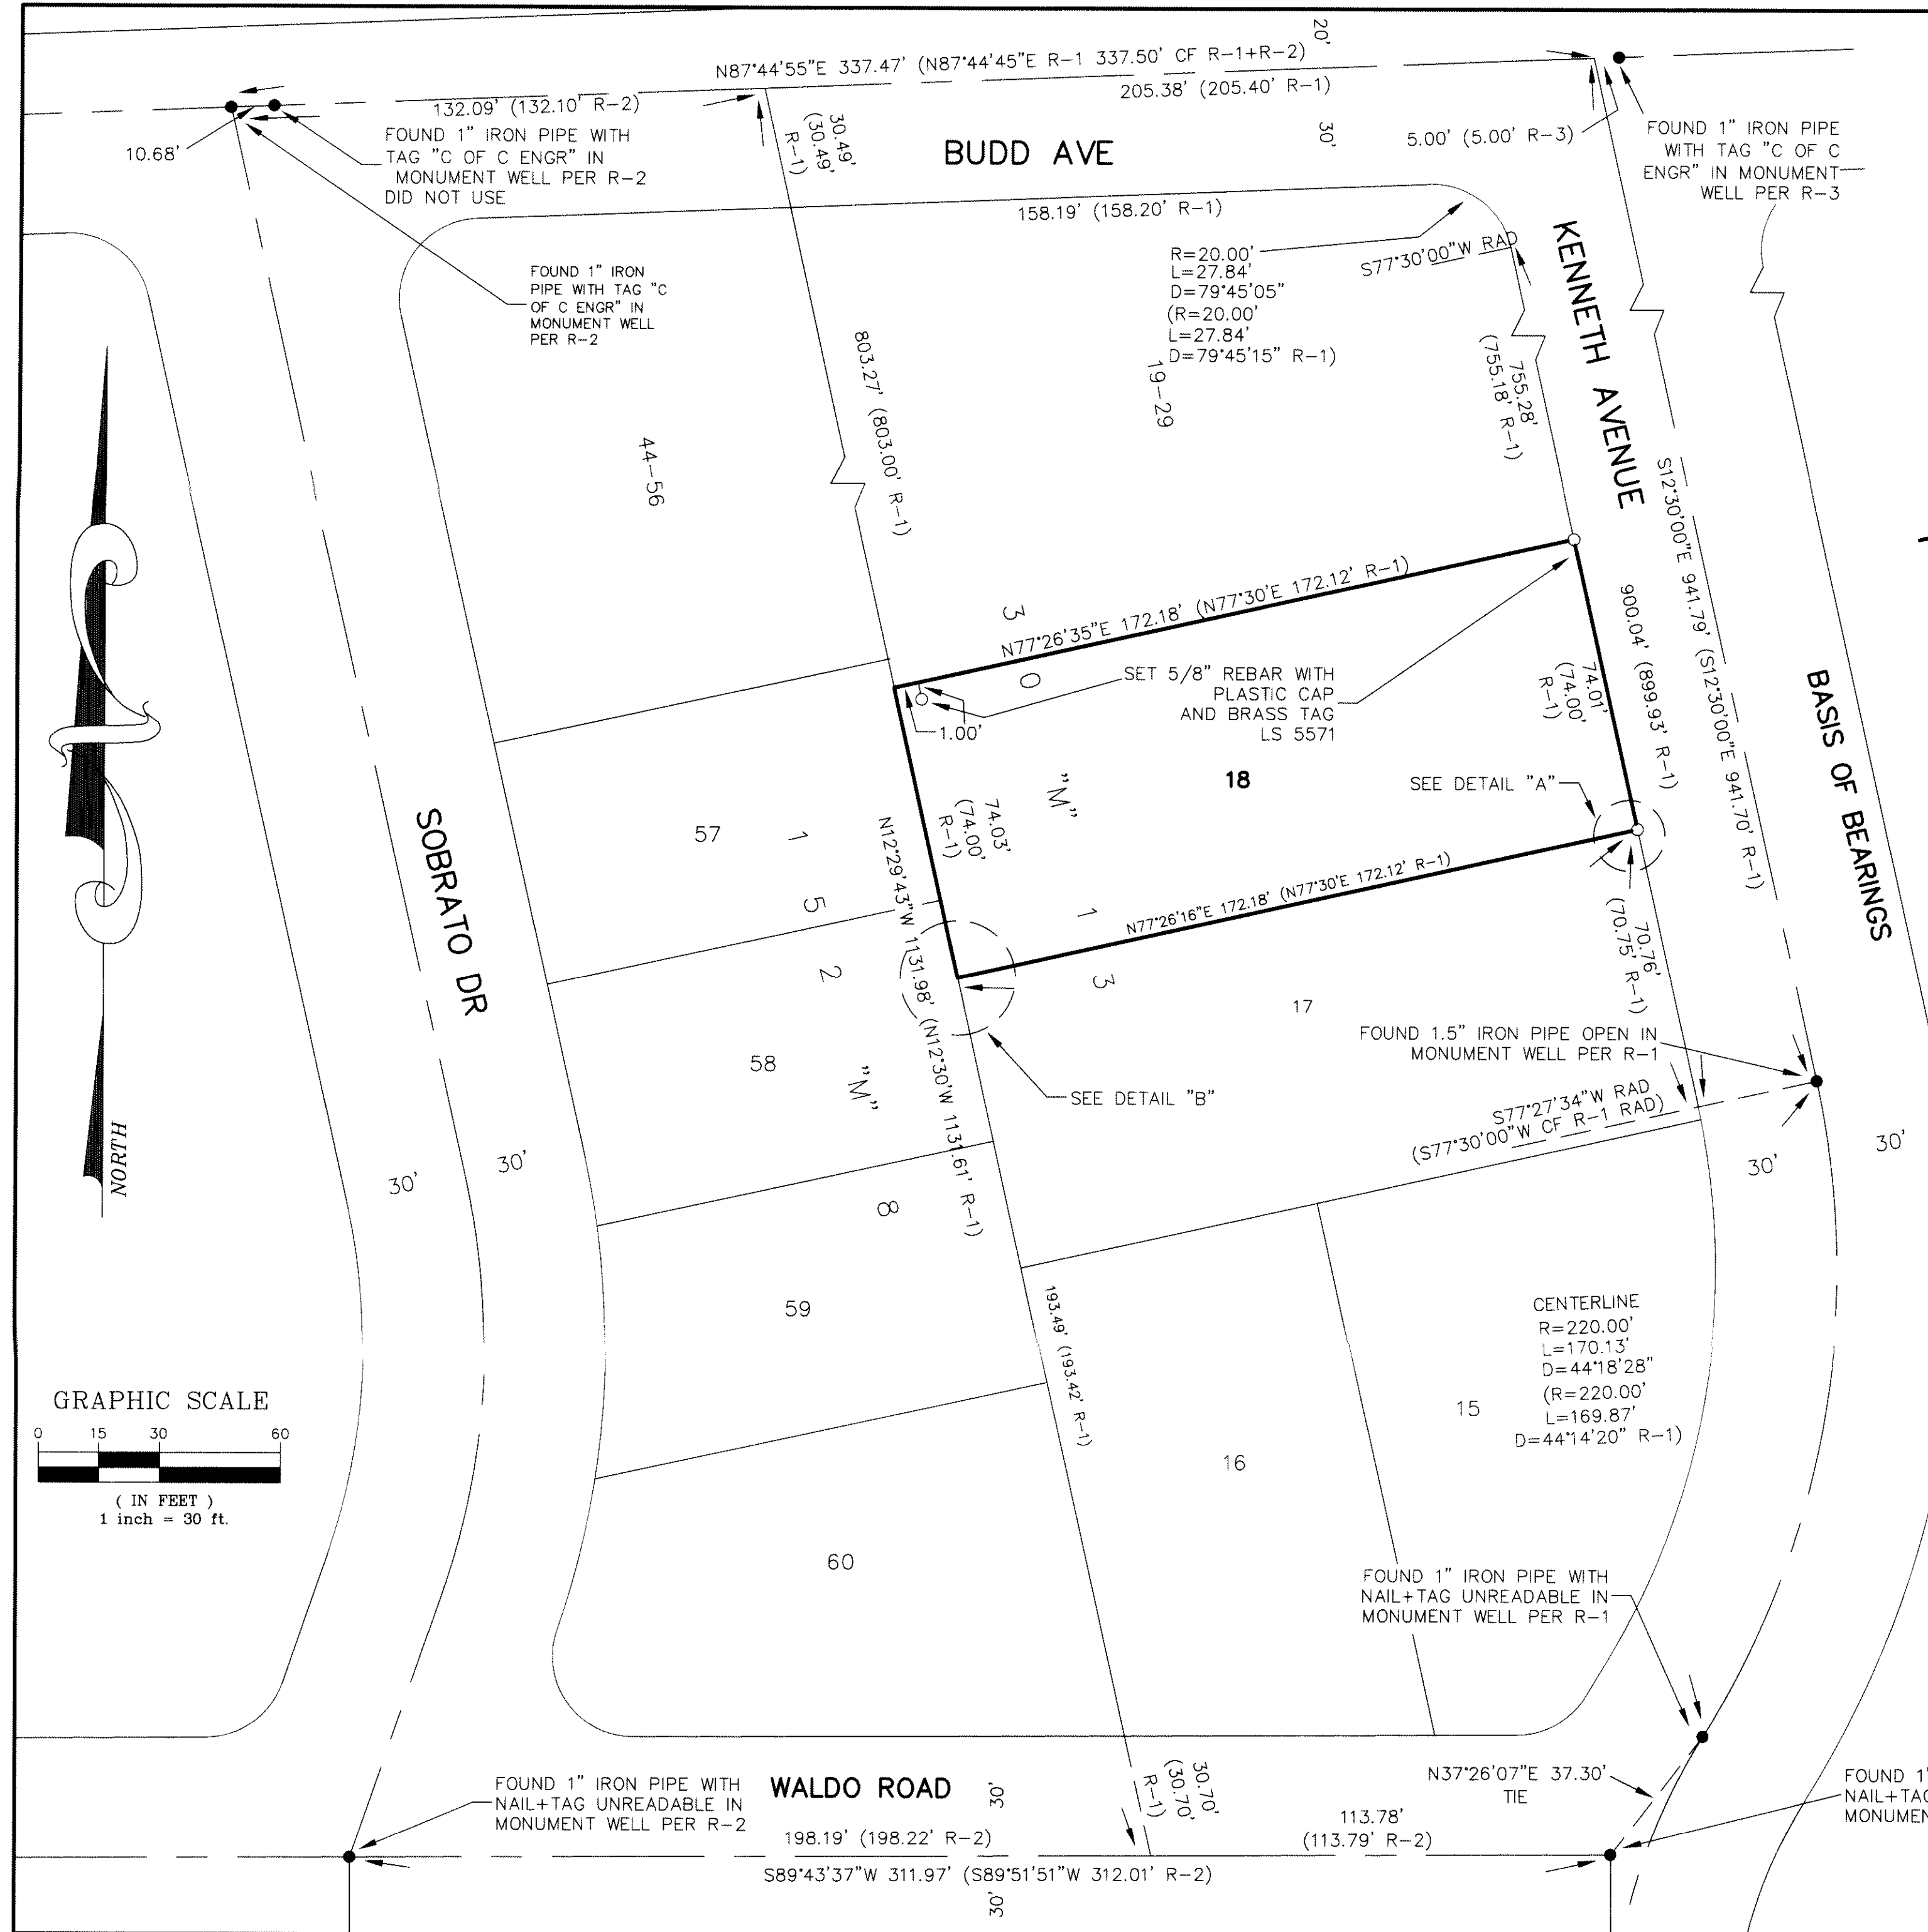 N87°44'55"E 337.47' (N87°44'45"E R-1 337.50' CF R-1+R-2)
20'
132.09' (132.10' R-2)
205.38' (205.40' R-1)
10.68'
FOUND 1" IRON PIPE WITH
TAG "C OF C ENGR" IN
MONUMENT WELL PER R-2
DID NOT USE
30.49'
(30.49'
R-1)
BUDD AVE
30'
5.00' (5.00' R-3)
FOUND 1" IRON PIPE
WITH TAG "C OF C
ENGR" IN MONUMENT
WELL PER R-3
158.19' (158.20' R-1)
FOUND 1" IRON
PIPE WITH TAG "C
OF C ENGR" IN
MONUMENT WELL
PER R-2
R=20.00'
L=27.84'
D=79°45'05"
(R=20.00'
L=27.84'
D=79°45'15" R-1)
S77°30'00"W RAD
KENNETH AVENUE
803.27' (803.00' R-1)
19-29
755.28'
(755.18' R-1)
44-56
S12°30'00"E 941.79' (S12°30'00"E 941.70' R-1)
N77°26'35"E 172.18' (N77°30'E 172.12' R-1)
900.04' (899.93' R-1)
74.01'
(74.00'
R-1)
BASIS OF BEARINGS
3
0
1
3
"M"
SET 5/8" REBAR WITH
PLASTIC CAP
AND BRASS TAG
LS 5571
1.00'
18
SEE DETAIL "A"
SOBRATO DR
57
1
5
2
8
"M"
74.03'
(74.00'
R-1)
N12°29'43"W 1131.98' (N12°30'W 1131.61' R-1)
N77°26'16"E 172.18' (N77°30'E 172.12' R-1)
70.76'
(70.75' R-1)
17
58
FOUND 1.5" IRON PIPE OPEN IN
MONUMENT WELL PER R-1
SEE DETAIL "B"
S77°27'34"W RAD
(S77°30'00"W CF R-1 RAD)
NORTH
30'
30'
30'
30'
59
193.49' (193.42' R-1)
CENTERLINE
R=220.00'
L=170.13'
D=44°18'28"
(R=220.00'
L=169.87'
D=44°14'20" R-1)
15
16
GRAPHIC SCALE
0 15 30 60
( IN FEET )
1 inch = 30 ft.
60
FOUND 1" IRON PIPE WITH
NAIL+TAG UNREADABLE IN
MONUMENT WELL PER R-1
FOUND 1" IRON PIPE WITH
NAIL+TAG UNREADABLE IN
MONUMENT WELL PER R-2
WALDO ROAD
30'
30.70'
(30.70'
R-1)
N37°26'07"E 37.30'
TIE
FOUND 1"
NAIL+TAG
MONUMEN
198.19' (198.22' R-2)
113.78'
(113.79' R-2)
S89°43'37"W 311.97' (S89°51'51"W 312.01' R-2)
30'